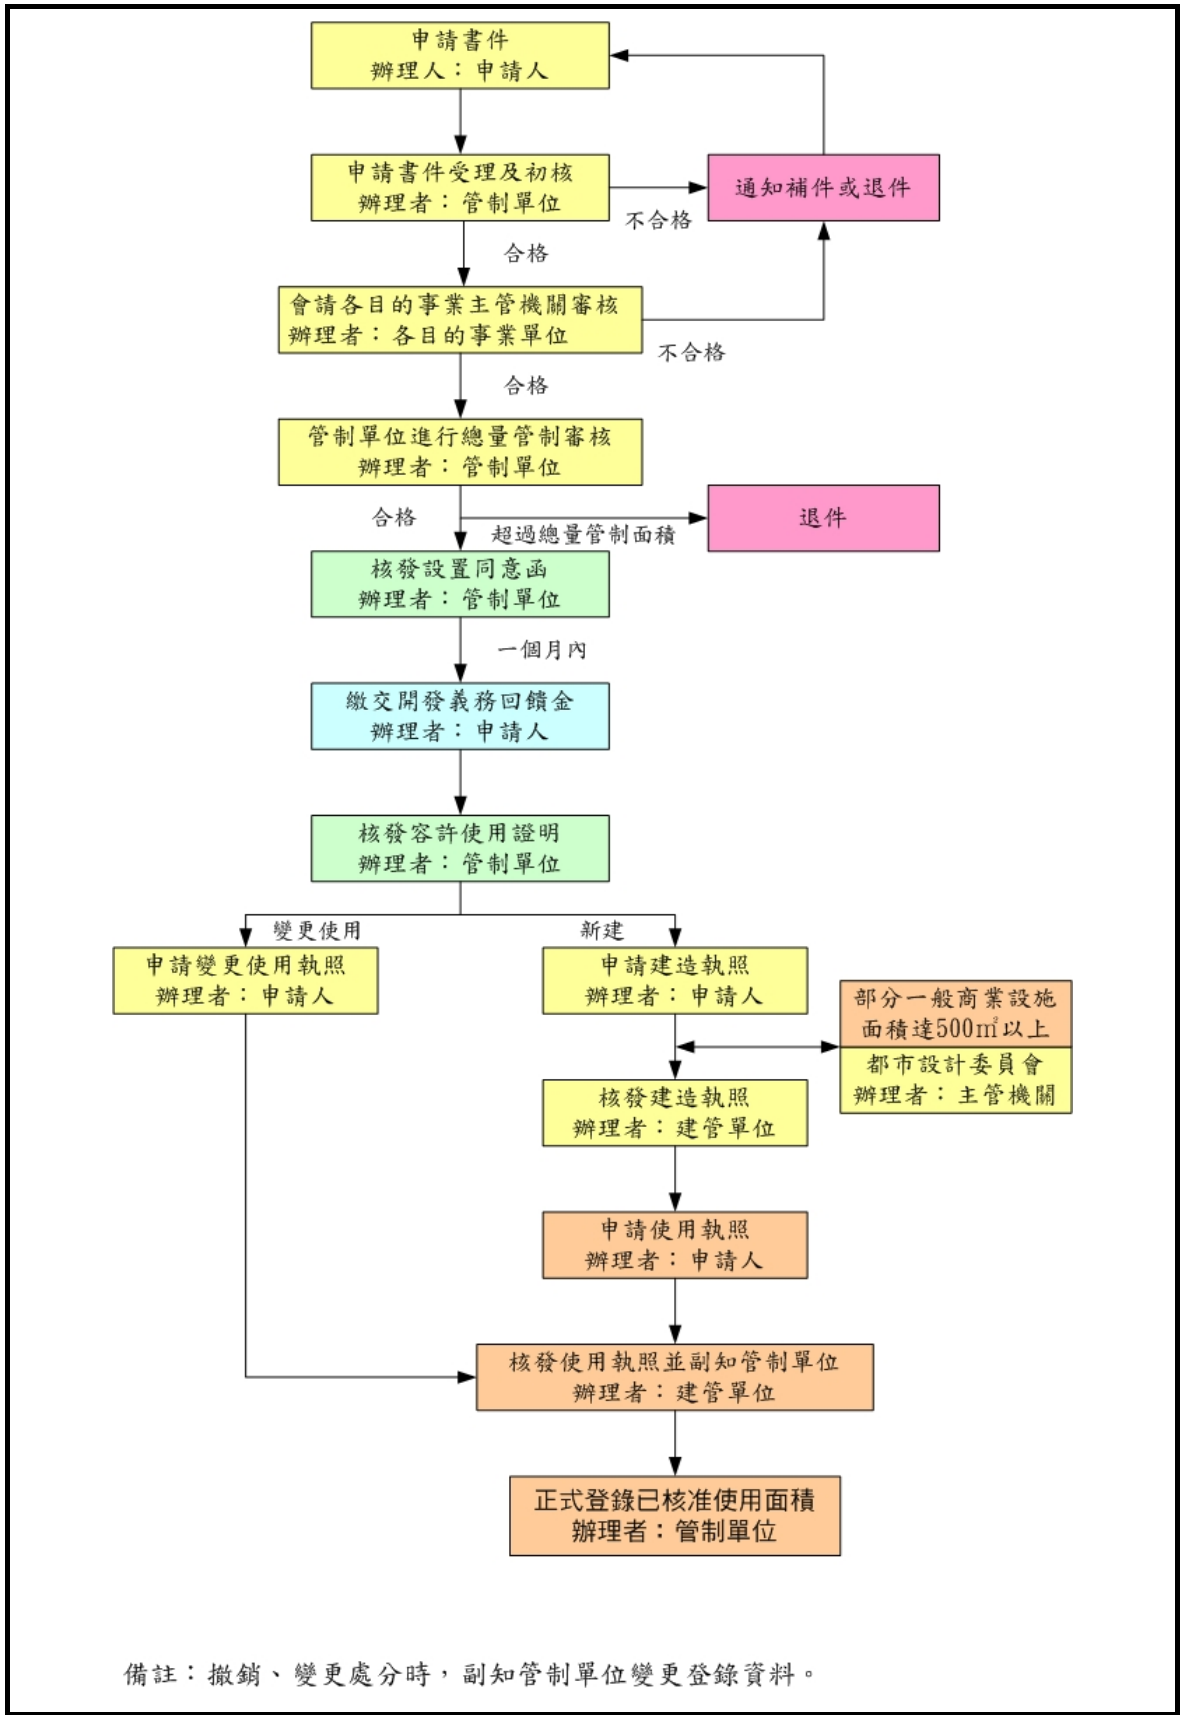 申請書件
辦理人：申請人
申請書件受理及初核
辦理者：管制單位
不合格
通知補件或退件
合格
會請各目的事業主管機關審核
辦理者：各目的事業單位
不合格
合格
管制單位進行總量管制審核
辦理者：管制單位
合格
超過總量管制面積
退件
核發設置同意函
辦理者：管制單位
一個月內
繳交開發義務回饋金
辦理者：申請人
核發容許使用證明
辦理者：管制單位
變更使用
新建
申請變更使用執照
辦理者：申請人
申請建造執照
辦理者：申請人
部分一般商業設施
面積達500㎡以上
都市設計委員會
辦理者：主管機關
核發建造執照
辦理者：建管單位
申請使用執照
辦理者：申請人
核發使用執照並副知管制單位
辦理者：建管單位
正式登錄已核准使用面積
辦理者：管制單位
備註：撤銷、變更處分時，副知管制單位變更登錄資料。